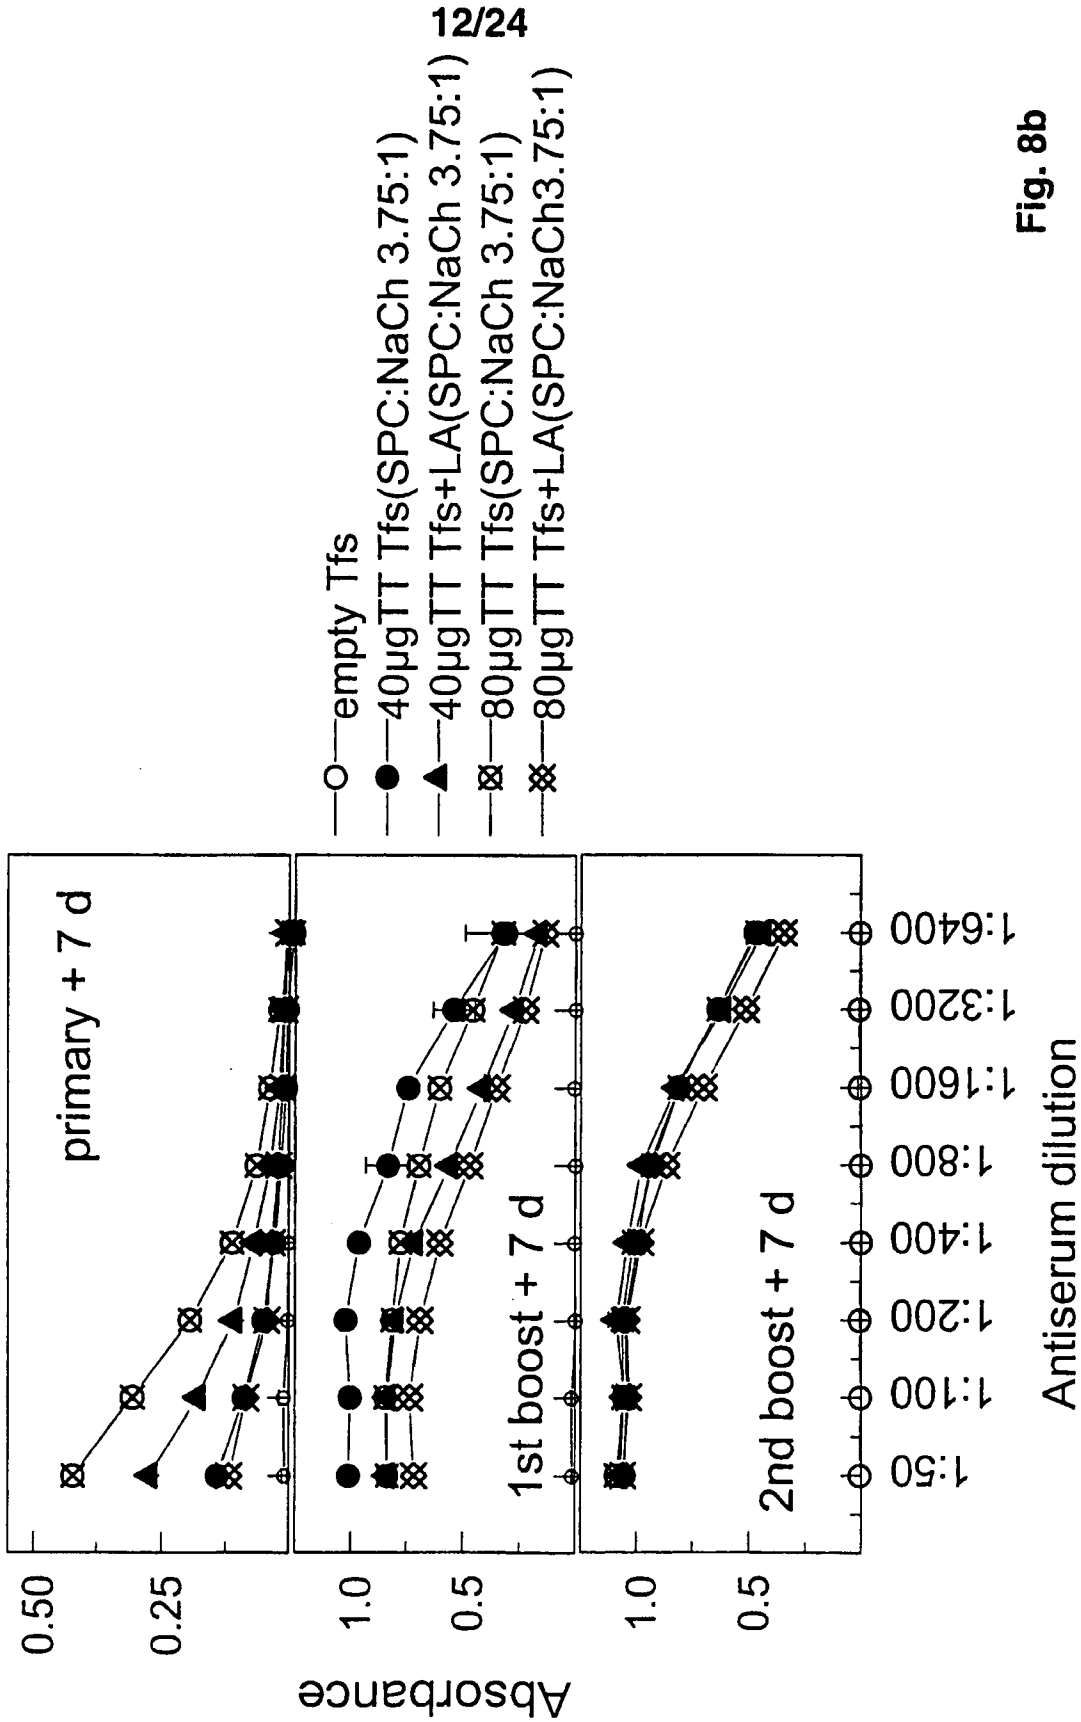 12/24
Absorbance
0.50
0.25
primary + 7 d
1.0
0.5
1st boost + 7 d
1.0
0.5
2nd boost + 7 d
1:50
1:100
1:200
1:400
1:800
1:1600
1:3200
1:6400
Antiserum dilution
empty Tfs
40µgTT Tfs(SPC:NaCh 3.75:1)
40µgTT Tfs+LA(SPC:NaCh 3.75:1)
80µgTT Tfs(SPC:NaCh 3.75:1)
80µgTT Tfs+LA(SPC:NaCh3.75:1)
Fig. 8b